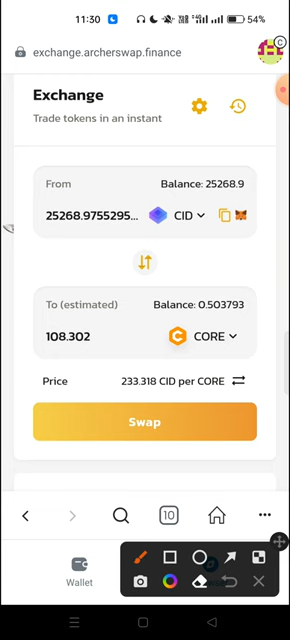 11:30
54%
exchange.archerswap.finance
Exchange
Trade tokens in an instant
From
Balance: 25268.9
25268.9755295...
CID
To (estimated)
Balance: 0.503793
108.302
CORE
Price
233.318 CID per CORE
Swap
10
Wallet